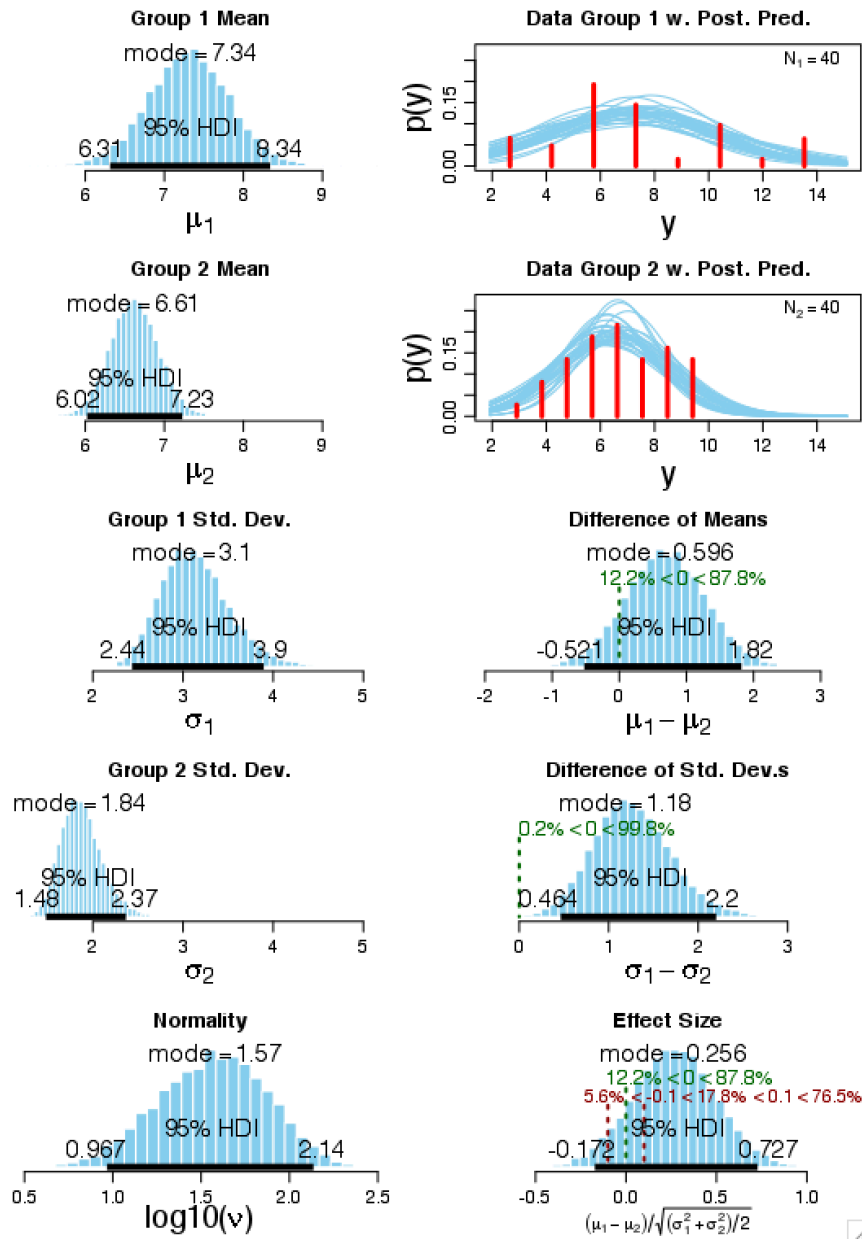 Group 1 Mean
mode = 7.34
95% HDI
6.31 8.34
6 7 8 9
μ1
Data Group 1 w. Post. Pred.
N1 = 40
p(y)
0.00 0.15
2 4 6 8 10 12 14
y
Group 2 Mean
mode = 6.61
95% HDI
6.02 7.23
6 7 8 9
μ2
Data Group 2 w. Post. Pred.
N2 = 40
p(y)
0.00 0.15
2 4 6 8 10 12 14
y
Group 1 Std. Dev.
mode = 3.1
95% HDI
2.44 3.9
2 3 4 5
σ1
Difference of Means
mode = 0.596
12.2% < 0 < 87.8%
95% HDI
-0.521 1.82
-2 -1 0 1 2 3
μ1 − μ2
Group 2 Std. Dev.
mode = 1.84
95% HDI
1.48 2.37
2 3 4 5
σ2
Difference of Std. Dev.s
mode = 1.18
0.2% < 0 < 99.8%
95% HDI
0.464 2.2
0 1 2 3
σ1 − σ2
Normality
mode = 1.57
95% HDI
0.967 2.14
0.5 1.0 1.5 2.0 2.5
log10(ν)
Effect Size
mode = 0.256
12.2% < 0 < 87.8%
5.6% < -0.1 < 17.8% < 0.1 < 76.5%
95% HDI
-0.172 0.727
-0.5 0.0 0.5 1.0
(μ1 − μ2)/√(σ1² + σ2²)/2